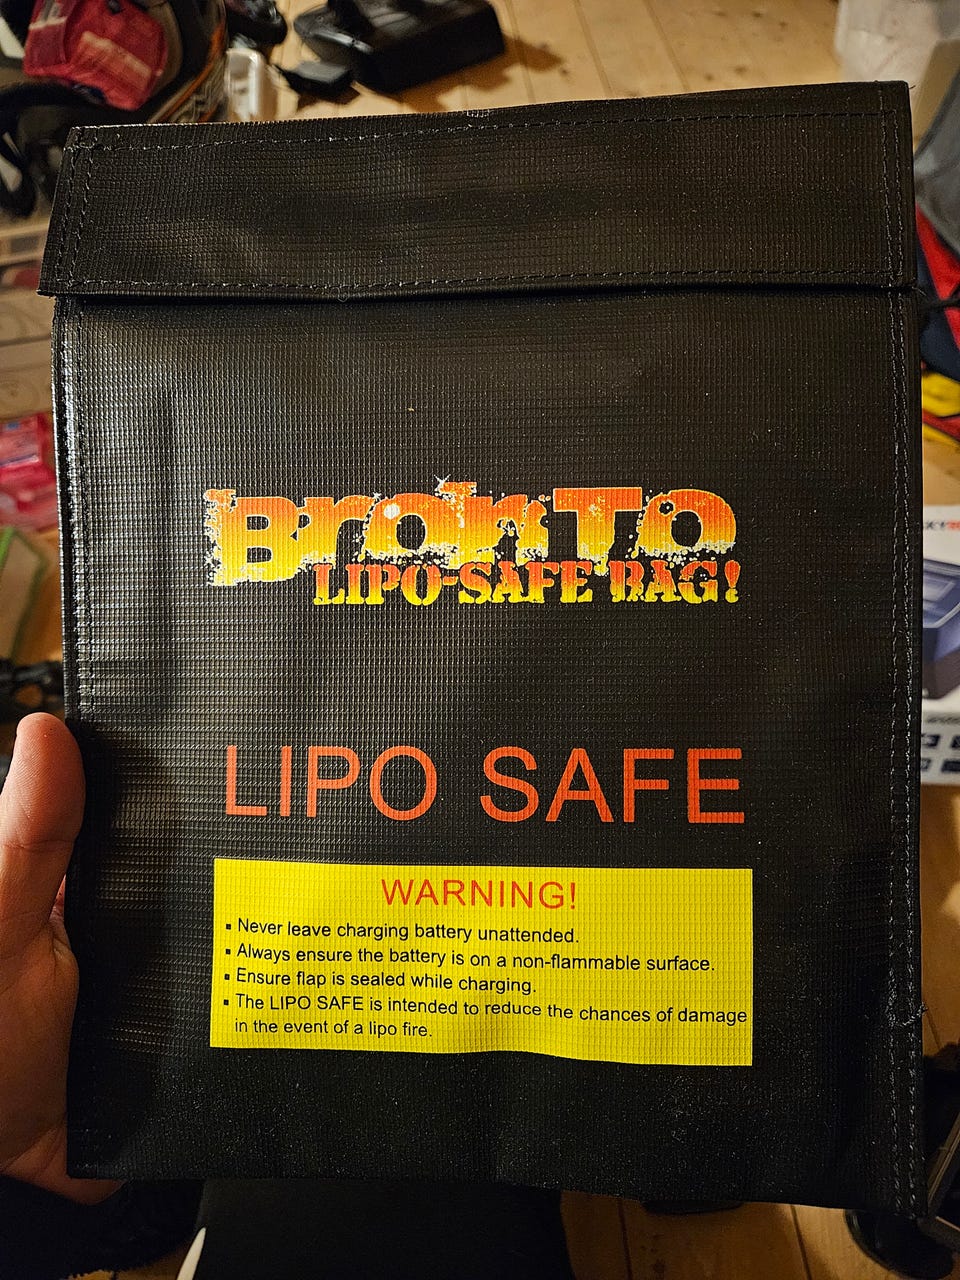 BronTo
LIPO-SAFE BAG!
LIPO SAFE
WARNING!
▪ Never leave charging battery unattended.
▪ Always ensure the battery is on a non-flammable surface.
▪ Ensure flap is sealed while charging.
▪ The LIPO SAFE is intended to reduce the chances of damage
in the event of a lipo fire.